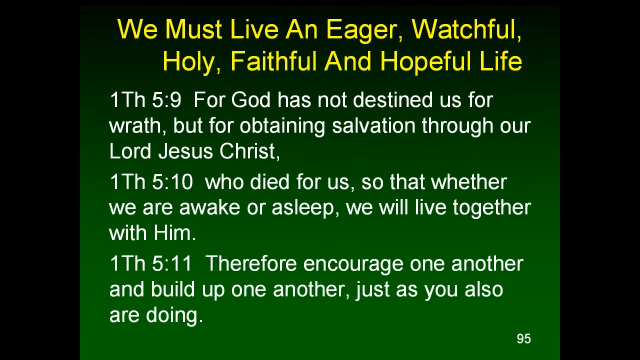 We Must Live An Eager, Watchful,
Holy, Faithful And Hopeful Life
1Th 5:9  For God has not destined us for
wrath, but for obtaining salvation through our
Lord Jesus Christ,
1Th 5:10  who died for us, so that whether
we are awake or asleep, we will live together
with Him.
1Th 5:11  Therefore encourage one another
and build up one another, just as you also
are doing.
95